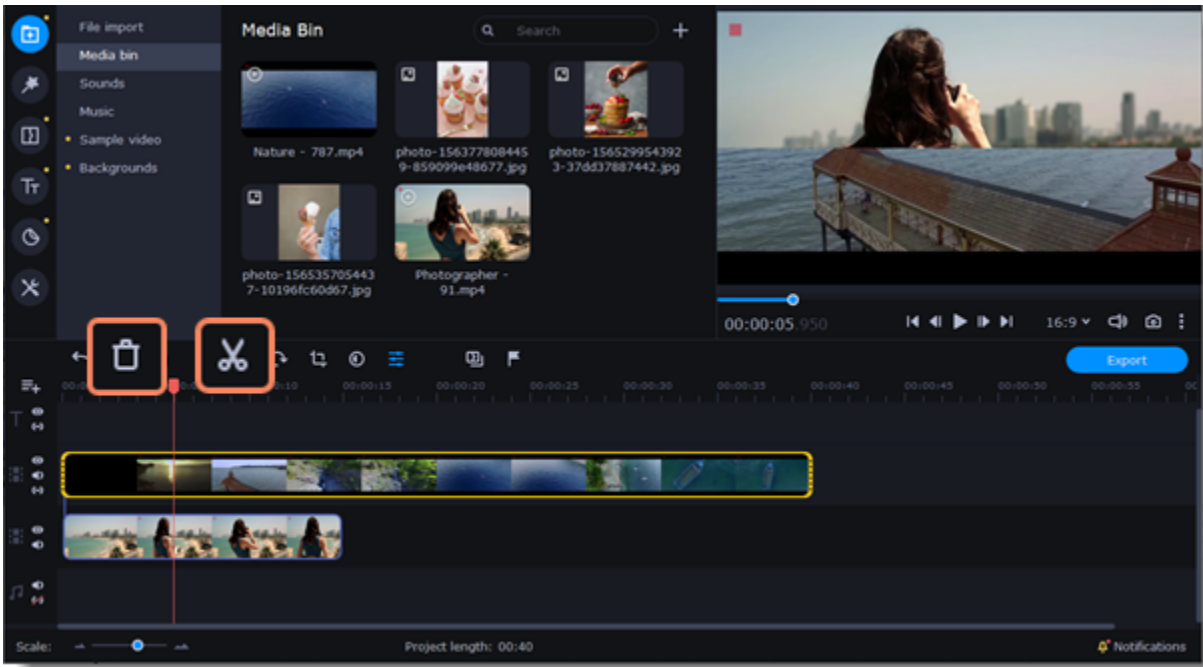 File import
Media bin
Sounds
Music
Sample video
Backgrounds
Media Bin
Search
Nature - 787.mp4
photo-156377808445
9-859099e48677.jpg
photo-156529954392
3-37dd37887442.jpg
photo-156535705443
7-10196fc60d67.jpg
Photographer -
91.mp4
00:00:05.950
16:9
Export
00:00:15
00:00:20
00:00:25
00:00:30
00:00:35
00:00:40
00:00:45
00:00:50
00:00:55
Scale:
Project length: 00:40
Notifications